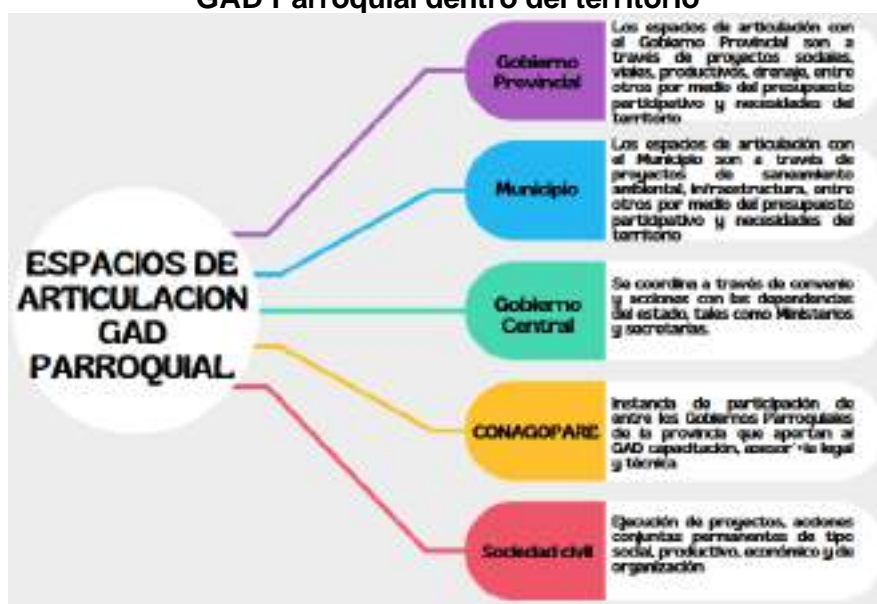 GAD Parroquial dentro del territorio
ESPACIOS DE
ARTICULACION
GAD
PARROQUIAL
Gobierno
Provincial
Los espacios de articulación con
el Gobierno Provincial son a
través de proyectos sociales,
viales, productivos, drenaje, entre
otros por medio del presupuesto
participativo y necesidades del
territorio
Municipio
Los espacios de articulación con
el Municipio son a través de
proyectos de saneamiento
ambiental, infraestructura, entre
otros por medio del presupuesto
participativo y necesidades del
territorio
Gobierno
Central
Se coordina a través de convenio
y acciones con las dependencias
del estado, tales como Ministerios
y secretarías.
CONAGOPARE
Instancia de participación de
entre los Gobiernos Parroquiales
de la provincia que aportan al
GAD capacitación, asesoría legal
y técnica
Sociedad civil
Ejecución de proyectos, acciones
conjuntas permanentes de tipo
social, productivo, económico y de
organización